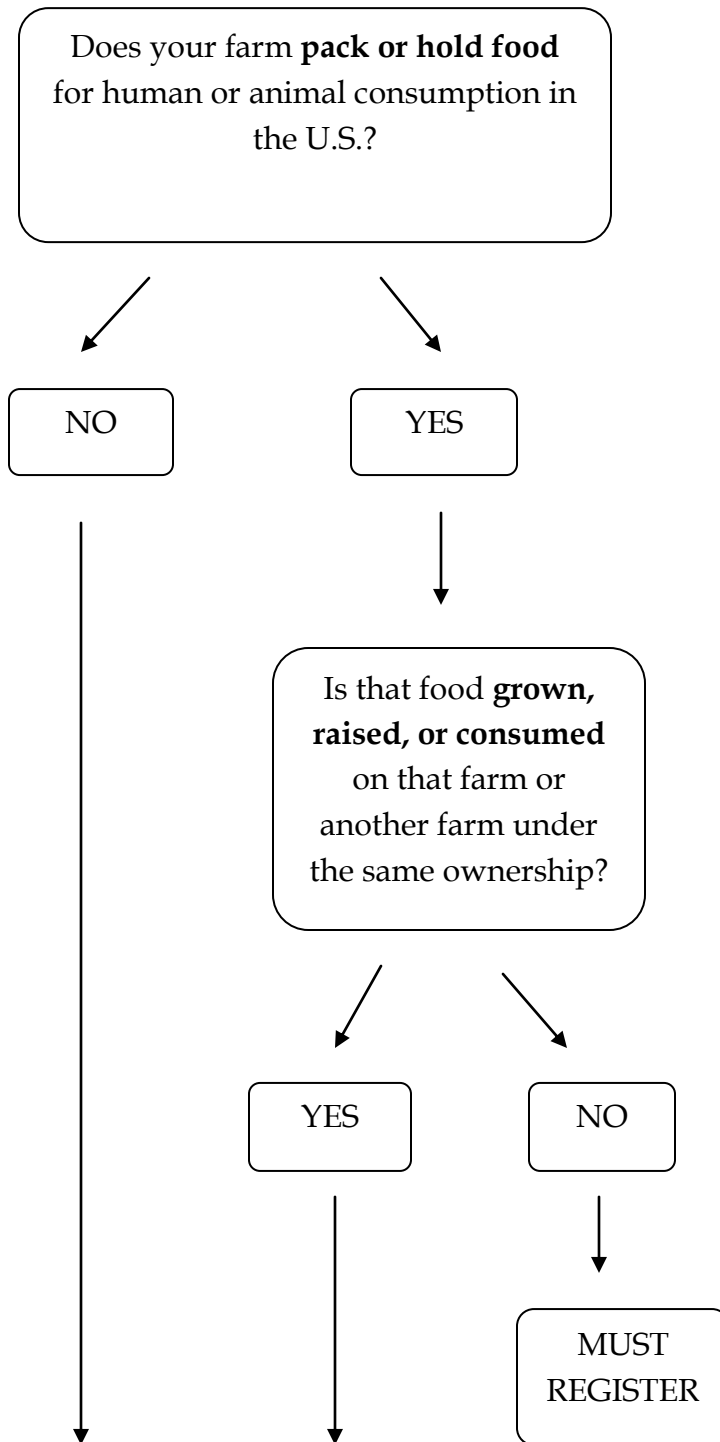 Does your farm pack or hold food
for human or animal consumption in
the U.S.?
NO
YES
Is that food grown,
raised, or consumed
on that farm or
another farm under
the same ownership?
YES
NO
MUST
REGISTER